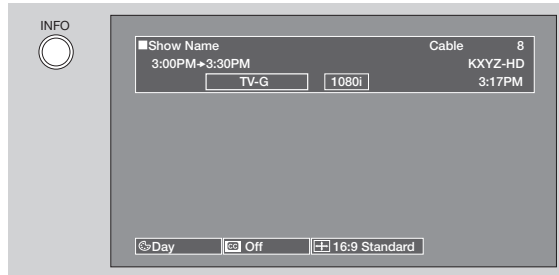 INFO
Show Name Cable 8
3:00PM→3:30PM KXYZ-HD
TV-G 1080i 3:17PM
Day CC Off 16:9 Standard